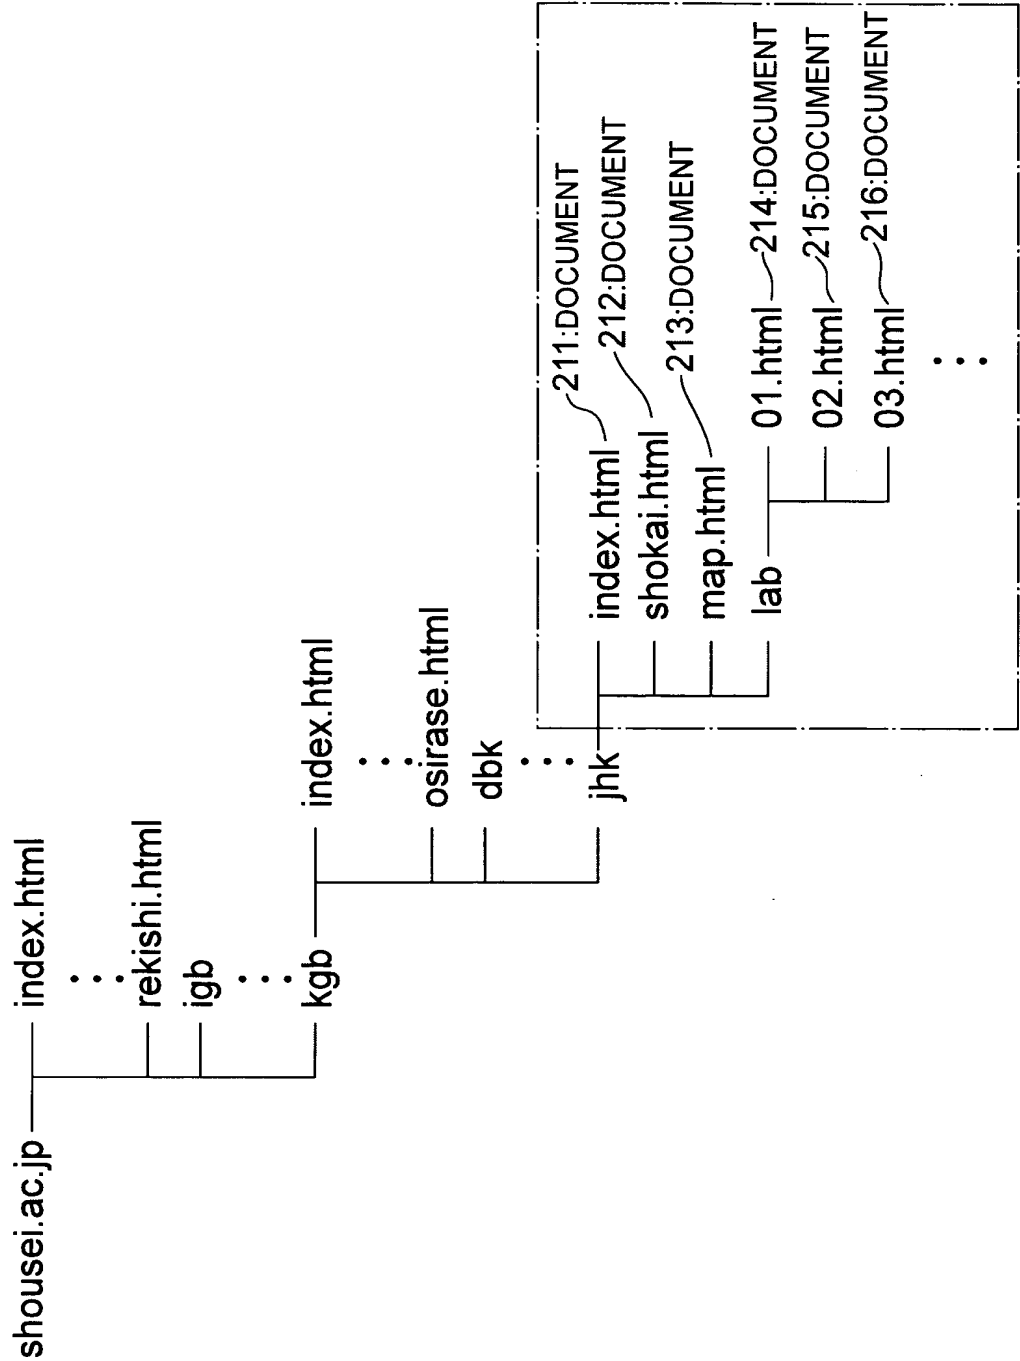 shousei.ac.jp
index.html
rekishi.html
igb
kgb
index.html
osirase.html
dbk
jhk
index.html 211:DOCUMENT
shokai.html 212:DOCUMENT
map.html 213:DOCUMENT
lab
01.html 214:DOCUMENT
02.html 215:DOCUMENT
03.html 216:DOCUMENT